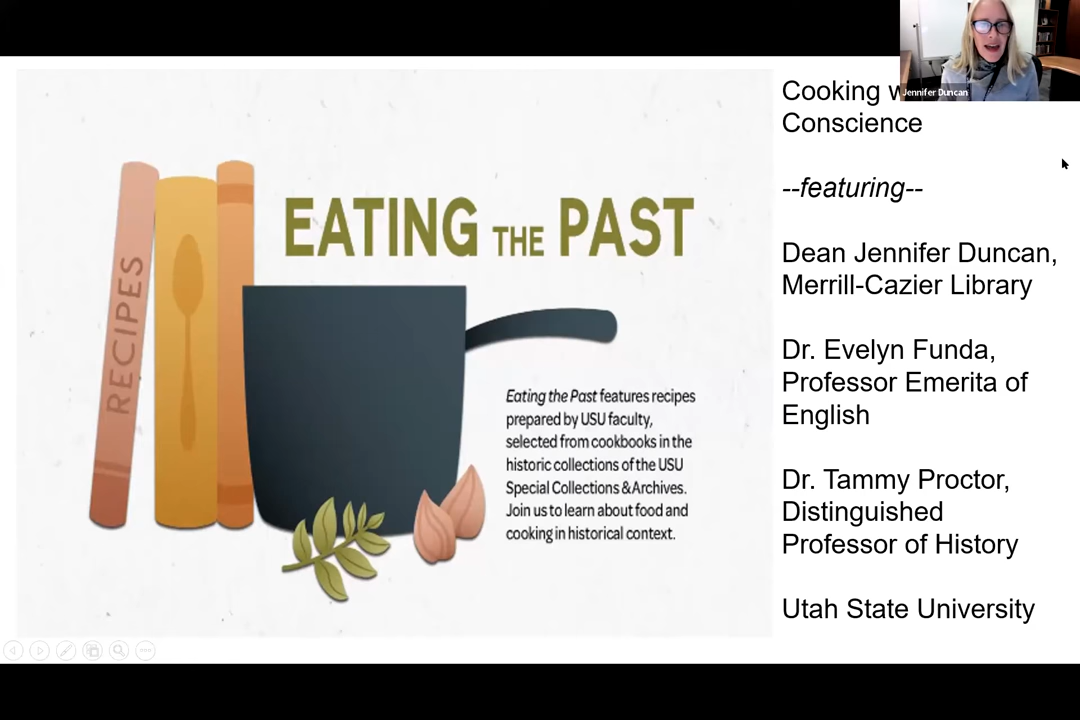 Jennifer Duncan
RECIPES
EATING THE PAST
Eating the Past features recipes
prepared by USU faculty,
selected from cookbooks in the
historic collections of the USU
Special Collections & Archives.
Join us to learn about food and
cooking in historical context.
Cooking
Conscience
--featuring--
Dean Jennifer Duncan,
Merrill-Cazier Library
Dr. Evelyn Funda,
Professor Emerita of
English
Dr. Tammy Proctor,
Distinguished
Professor of History
Utah State University